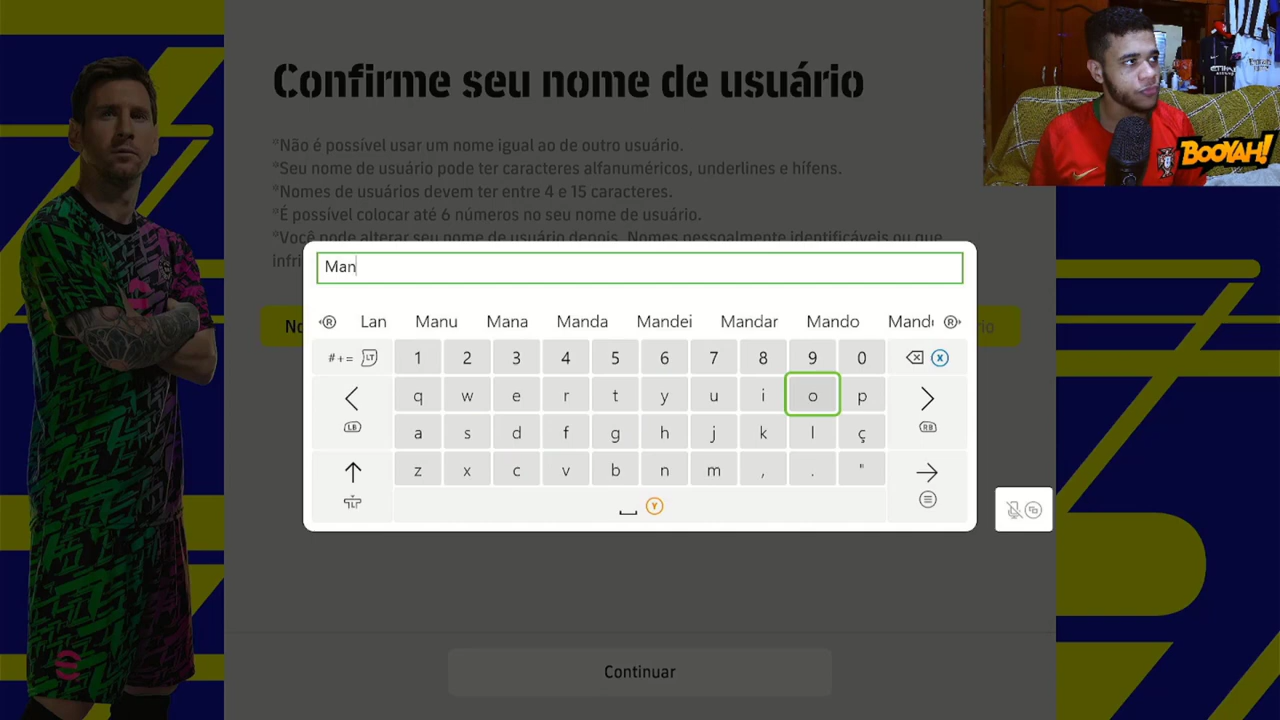 Confirme seu nome de usuário
*Não é possível usar um nome igual ao de outro usuário.
*Seu nome de usuário pode ter caracteres alfanuméricos, underlines e hífens.
*Nomes de usuários devem ter entre 4 e 15 caracteres.
*É possível colocar até 6 números no seu nome de usuário.
*Você pode alterar seu nome de usuário depois. Nomes pessoalmente identificáveis ou que
BOOYAH!
Man
R Lan Manu Mana Manda Mandei Mandar Mando R
#+= LT 1 2 3 4 5 6 7 8 9 0 X
q w e r t y u i o p
LB a s d f g h j k l ç RB
z x c v b n m , . "
Y
Continuar